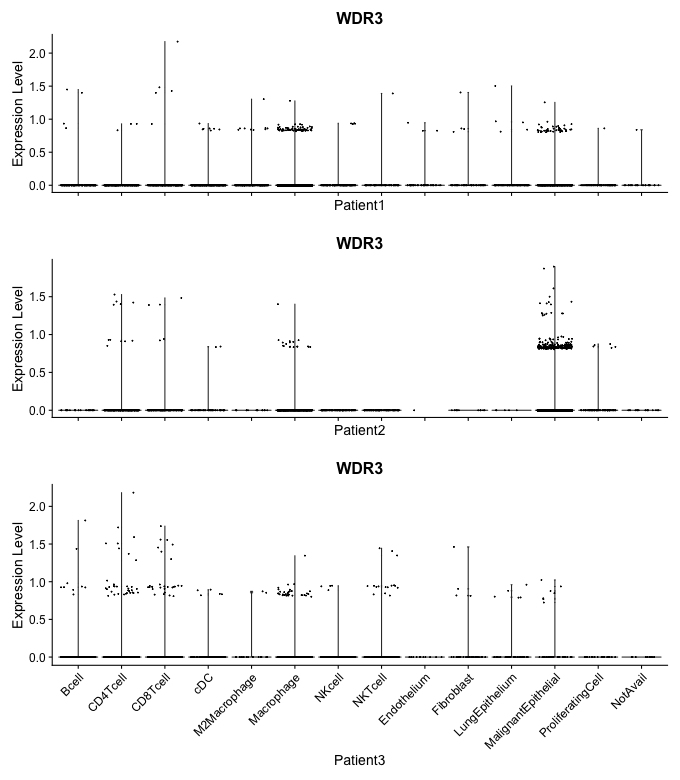 WDR3
Expression Level
2.0
1.5
1.0
0.5
0.0
Patient1
WDR3
Expression Level
1.5
1.0
0.5
0.0
Patient2
WDR3
Expression Level
2.0
1.5
1.0
0.5
0.0
Bcell
CD4Tcell
CD8Tcell
cDC
M2Macrophage
Macrophage
NKcell
NKTcell
Endothelium
Fibroblast
LungEpithelium
MalignantEpithelial
ProliferatingCell
NotAvail
Patient3